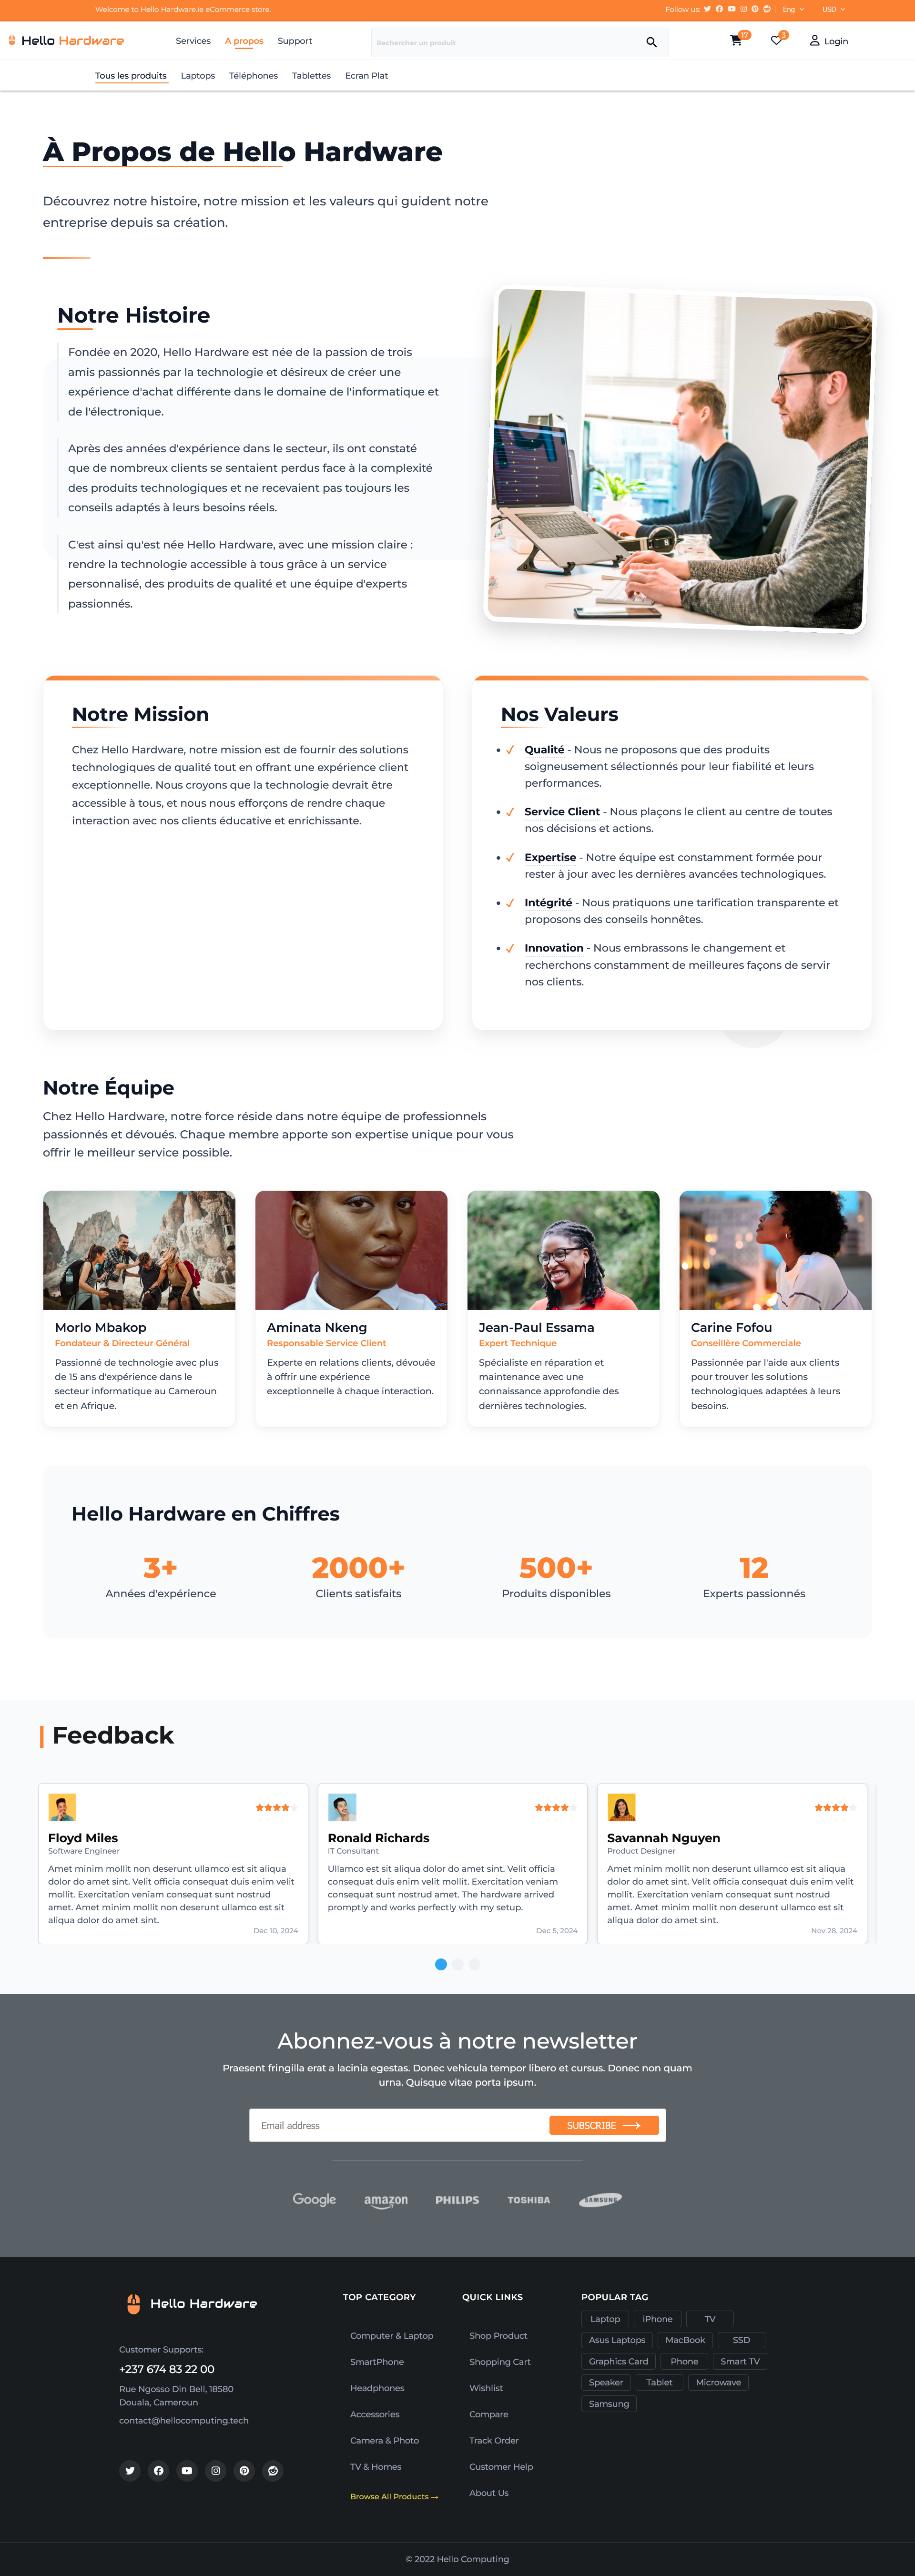 Welcome to Hello Hardware.ie eCommerce store.
Follow us:
Eng
USD
Hello Hardware
Services
A propos
Support
Rechercher un produit
17
3
Login
Tous les produits
Laptops
Téléphones
Tablettes
Ecran Plat
À Propos de Hello Hardware
Découvrez notre histoire, notre mission et les valeurs qui guident notre
entreprise depuis sa création.
Notre Histoire
Fondée en 2020, Hello Hardware est née de la passion de trois
amis passionnés par la technologie et désireux de créer une
expérience d'achat différente dans le domaine de l'informatique et
de l'électronique.
Après des années d'expérience dans le secteur, ils ont constaté
que de nombreux clients se sentaient perdus face à la complexité
des produits technologiques et ne recevaient pas toujours les
conseils adaptés à leurs besoins réels.
C'est ainsi qu'est née Hello Hardware, avec une mission claire :
rendre la technologie accessible à tous grâce à un service
personnalisé, des produits de qualité et une équipe d'experts
passionnés.
Notre Mission
Chez Hello Hardware, notre mission est de fournir des solutions
technologiques de qualité tout en offrant une expérience client
exceptionnelle. Nous croyons que la technologie devrait être
accessible à tous, et nous nous efforçons de rendre chaque
interaction avec nos clients éducative et enrichissante.
Nos Valeurs
Qualité - Nous ne proposons que des produits
soigneusement sélectionnés pour leur fiabilité et leurs
performances.
Service Client - Nous plaçons le client au centre de toutes
nos décisions et actions.
Expertise - Notre équipe est constamment formée pour
rester à jour avec les dernières avancées technologiques.
Intégrité - Nous pratiquons une tarification transparente et
proposons des conseils honnêtes.
Innovation - Nous embrassons le changement et
recherchons constamment de meilleures façons de servir
nos clients.
Notre Équipe
Chez Hello Hardware, notre force réside dans notre équipe de professionnels
passionnés et dévoués. Chaque membre apporte son expertise unique pour vous
offrir le meilleur service possible.
Morlo Mbakop
Fondateur & Directeur Général
Passionné de technologie avec plus
de 15 ans d'expérience dans le
secteur informatique au Cameroun
et en Afrique.
Aminata Nkeng
Responsable Service Client
Experte en relations clients, dévouée
à offrir une expérience
exceptionnelle à chaque interaction.
Jean-Paul Essama
Expert Technique
Spécialiste en réparation et
maintenance avec une
connaissance approfondie des
dernières technologies.
Carine Fofou
Conseillère Commerciale
Passionnée par l'aide aux clients
pour trouver les solutions
technologiques adaptées à leurs
besoins.
Hello Hardware en Chiffres
3+
Années d'expérience
2000+
Clients satisfaits
500+
Produits disponibles
12
Experts passionnés
Feedback
Floyd Miles
Software Engineer
Amet minim mollit non deserunt ullamco est sit aliqua
dolor do amet sint. Velit officia consequat duis enim velit
mollit. Exercitation veniam consequat sunt nostrud
amet. Amet minim mollit non deserunt ullamco est sit
aliqua dolor do amet sint.
Dec 10, 2024
Ronald Richards
IT Consultant
Ullamco est sit aliqua dolor do amet sint. Velit officia
consequat duis enim velit mollit. Exercitation veniam
consequat sunt nostrud amet. The hardware arrived
promptly and works perfectly with my setup.
Dec 5, 2024
Savannah Nguyen
Product Designer
Amet minim mollit non deserunt ullamco est sit aliqua
dolor do amet sint. Velit officia consequat duis enim velit
mollit. Exercitation veniam consequat sunt nostrud
amet. Amet minim mollit non deserunt ullamco est sit
aliqua dolor do amet sint.
Nov 28, 2024
Abonnez-vous à notre newsletter
Praesent fringilla erat a lacinia egestas. Donec vehicula tempor libero et cursus. Donec non quam
urna. Quisque vitae porta ipsum.
Email address
SUBSCRIBE
Google
amazon
PHILIPS
TOSHIBA
SAMSUNG
Hello Hardware
Customer Supports:
+237 674 83 22 00
Rue Ngosso Din Bell, 18580
Douala, Cameroun
contact@hellocomputing.tech
TOP CATEGORY
Computer & Laptop
SmartPhone
Headphones
Accessories
Camera & Photo
TV & Homes
Browse All Products →
QUICK LINKS
Shop Product
Shopping Cart
Wishlist
Compare
Track Order
Customer Help
About Us
POPULAR TAG
Laptop
iPhone
TV
Asus Laptops
MacBook
SSD
Graphics Card
Phone
Smart TV
Speaker
Tablet
Microwave
Samsung
© 2022 Hello Computing